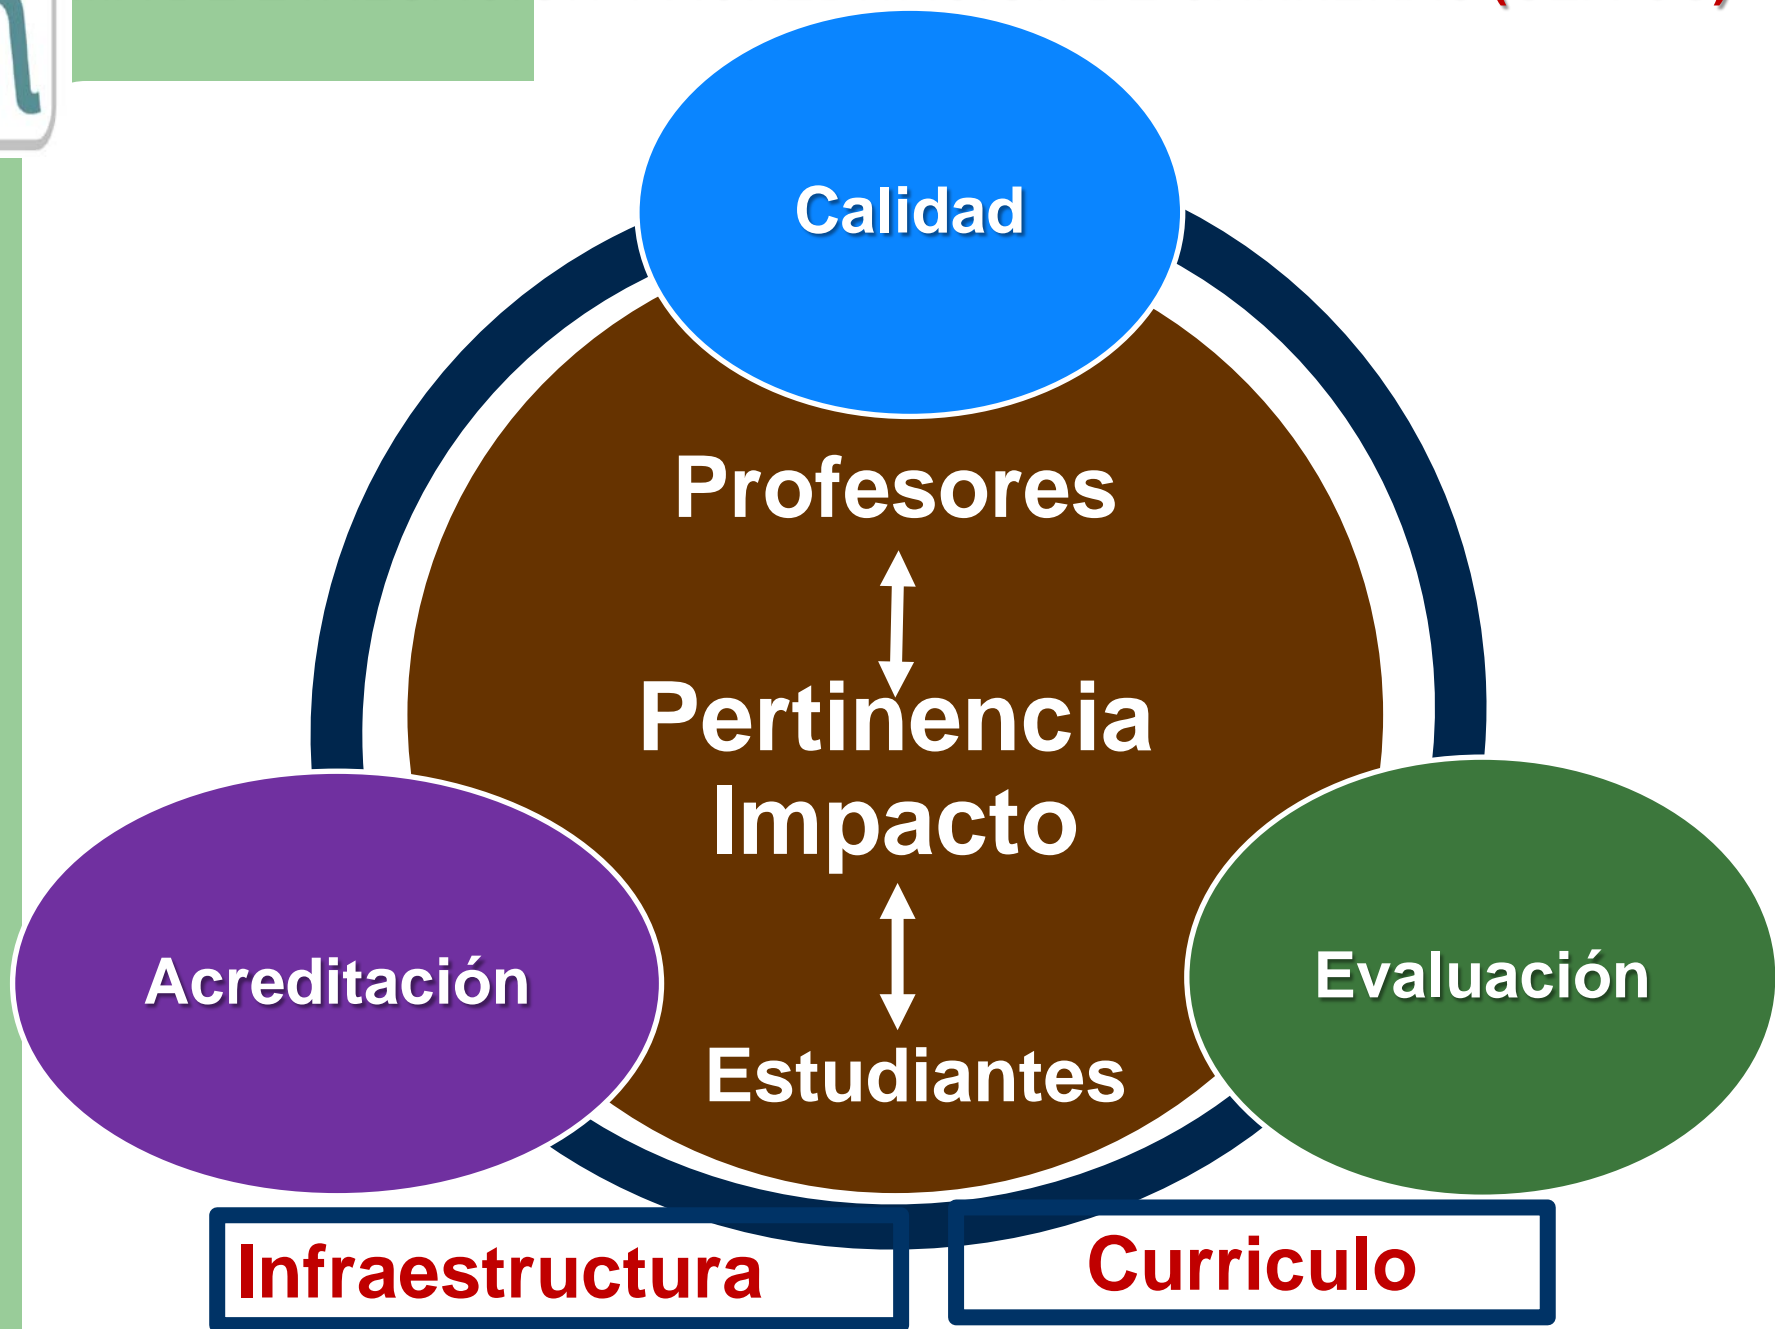 Calidad
Profesores
Pertinencia
Impacto
Acreditación
Evaluación
Estudiantes
Infraestructura
Curriculo